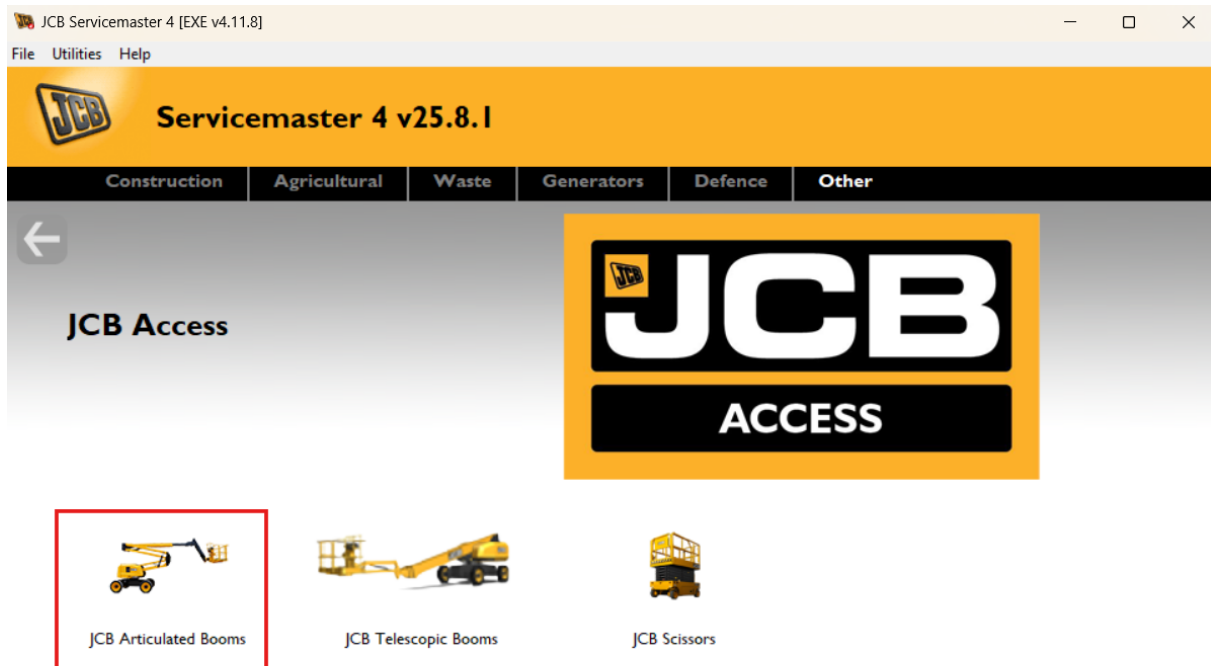 JCB Servicemaster 4 [EXE v4.11.8]
File Utilities Help
JCB Servicemaster 4 v25.8.1
Construction Agricultural Waste Generators Defence Other
JCB
JCB
JCB Access
ACCESS
JCB Articulated Booms JCB Telescopic Booms JCB Scissors